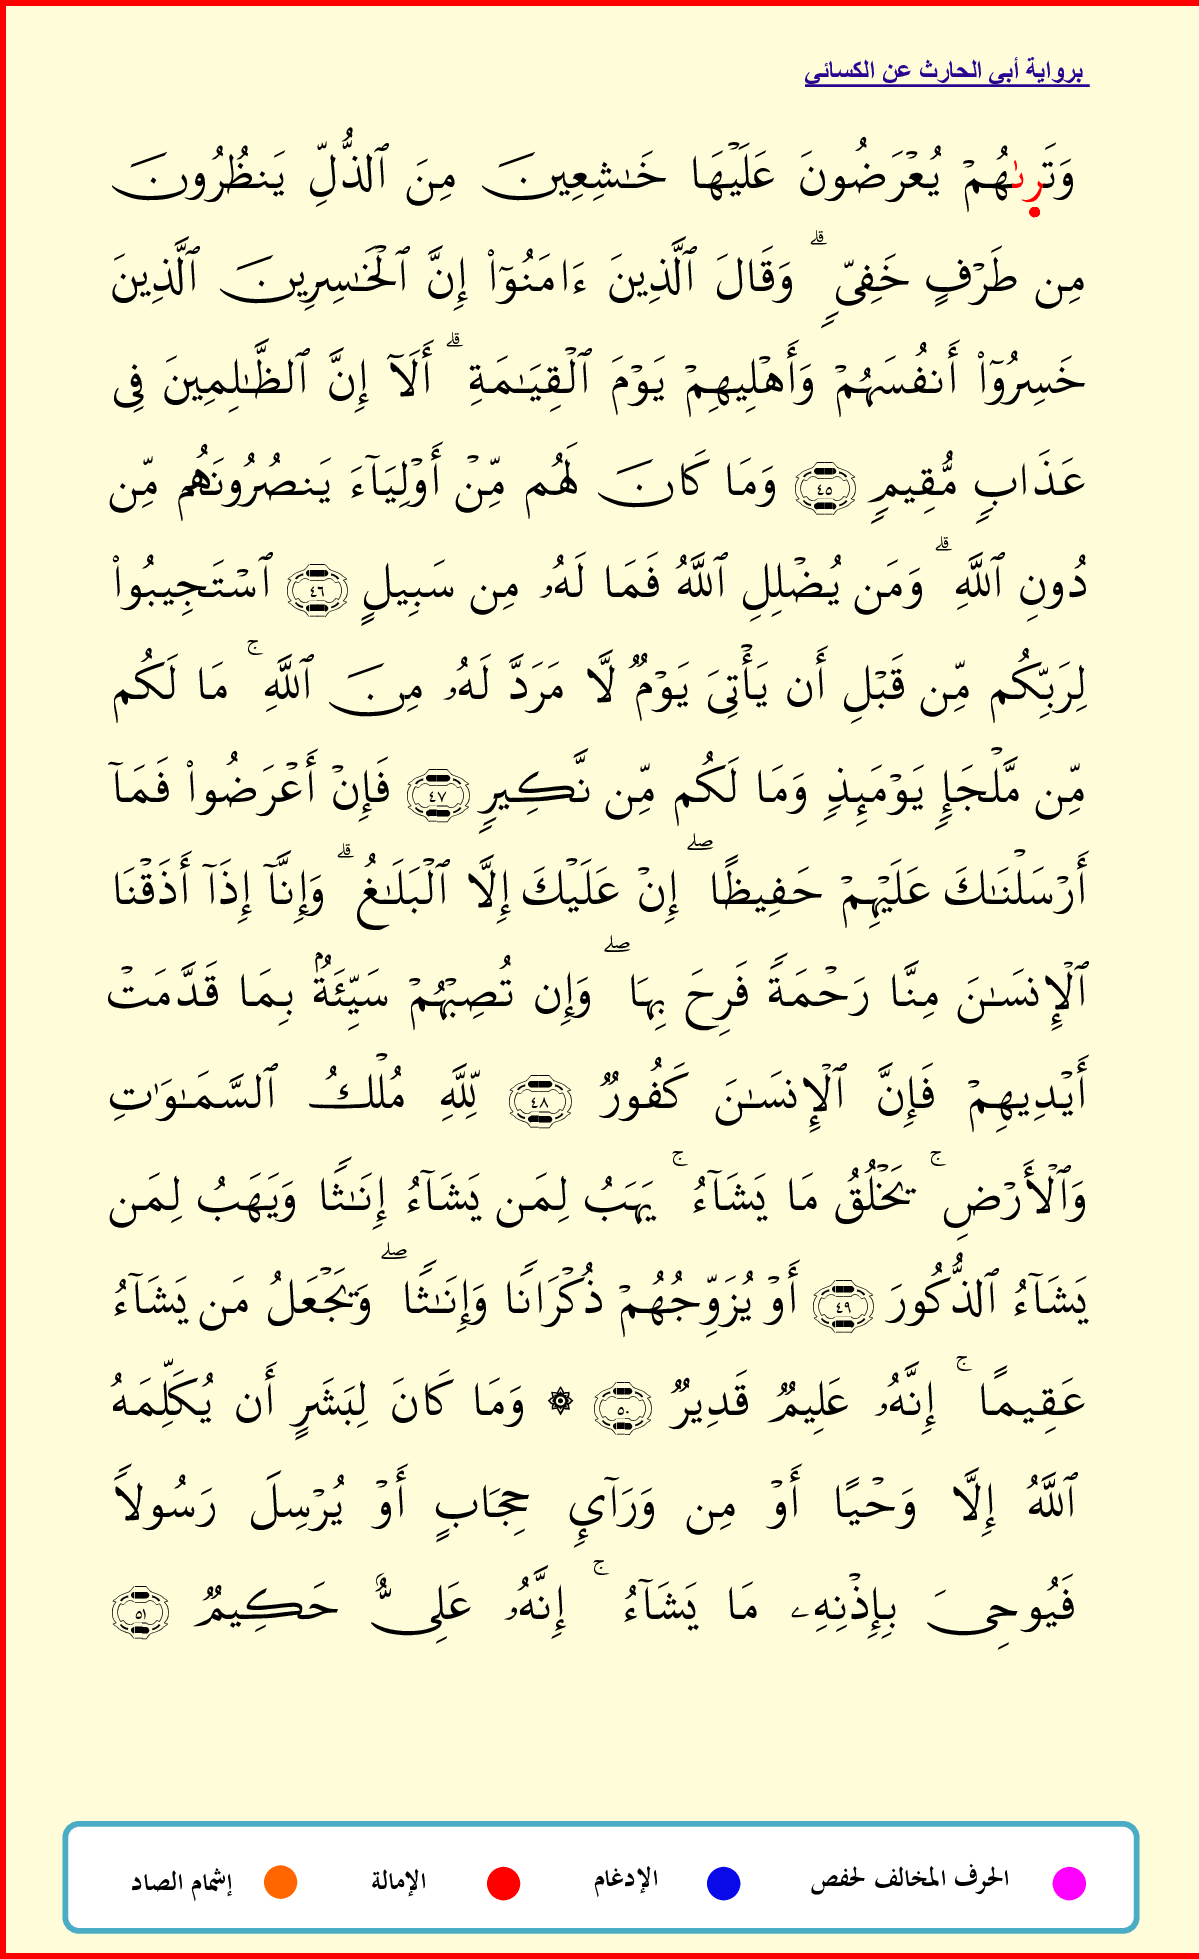 برواية أبي الحارث عن الكسائي
وَتَرِىٰهُمۡ يُعۡرَضُونَ عَلَيۡهَا خَٰشِعِينَ مِنَ ٱلذُّلِّ يَنظُرُونَ
مِن طَرۡفٍ خَفِيّٖۗ وَقَالَ ٱلَّذِينَ ءَامَنُوٓاْ إِنَّ ٱلۡخَٰسِرِينَ ٱلَّذِينَ
خَسِرُوٓاْ أَنفُسَهُمۡ وَأَهۡلِيهِمۡ يَوۡمَ ٱلۡقِيَٰمَةِۗ أَلَآ إِنَّ ٱلظَّٰلِمِينَ فِي
عَذَابٖ مُّقِيمٖ ٤٥ وَمَا كَانَ لَهُم مِّنۡ أَوۡلِيَآءَ يَنصُرُونَهُم مِّن
دُونِ ٱللَّهِۗ وَمَن يُضۡلِلِ ٱللَّهُ فَمَا لَهُۥ مِن سَبِيلٍ ٤٦ ٱسۡتَجِيبُواْ
لِرَبِّكُم مِّن قَبۡلِ أَن يَأۡتِيَ يَوۡمٞ لَّا مَرَدَّ لَهُۥ مِنَ ٱللَّهِۚ مَا لَكُم
مِّن مَّلۡجَإٖ يَوۡمَئِذٖ وَمَا لَكُم مِّن نَّكِيرٖ ٤٧ فَإِنۡ أَعۡرَضُواْ فَمَآ
أَرۡسَلۡنَٰكَ عَلَيۡهِمۡ حَفِيظًاۖ إِنۡ عَلَيۡكَ إِلَّا ٱلۡبَلَٰغُۗ وَإِنَّآ إِذَآ أَذَقۡنَا
ٱلۡإِنسَٰنَ مِنَّا رَحۡمَةٗ فَرِحَ بِهَاۖ وَإِن تُصِبۡهُمۡ سَيِّئَةُۢ بِمَا قَدَّمَتۡ
أَيۡدِيهِمۡ فَإِنَّ ٱلۡإِنسَٰنَ كَفُورٞ ٤٨ لِّلَّهِ مُلۡكُ ٱلسَّمَٰوَٰتِ
وَٱلۡأَرۡضِۚ يَخۡلُقُ مَا يَشَآءُۚ يَهَبُ لِمَن يَشَآءُ إِنَٰثٗا وَيَهَبُ لِمَن
يَشَآءُ ٱلذُّكُورَ ٤٩ أَوۡ يُزَوِّجُهُمۡ ذُكۡرَانٗا وَإِنَٰثٗاۖ وَيَجۡعَلُ مَن يَشَآءُ
عَقِيمًاۚ إِنَّهُۥ عَلِيمٞ قَدِيرٞ ٥٠ ۞ وَمَا كَانَ لِبَشَرٍ أَن يُكَلِّمَهُ
ٱللَّهُ إِلَّا وَحۡيًا أَوۡ مِن وَرَآيِٕ حِجَابٍ أَوۡ يُرۡسِلَ رَسُولٗا
فَيُوحِيَ بِإِذۡنِهِۦ مَا يَشَآءُۚ إِنَّهُۥ عَلِيٌّ حَكِيمٞ ٥١
الحرف المخالف لحفص الإدغام الإمالة إشمام الصاد